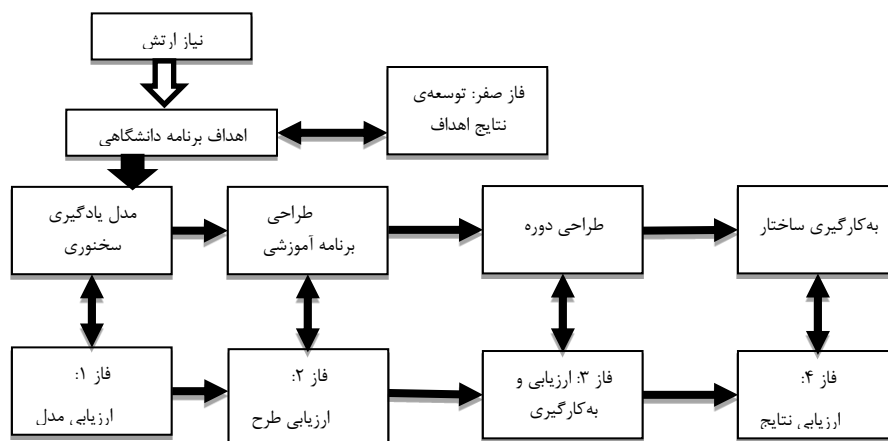 نیاز ارتش
فاز صفر: توسعه‌ی
نتایج اهداف
اهداف برنامه دانشگاهی
مدل یادگیری
سخنوری
طراحی
برنامه آموزشی
طراحی دوره
به‌کارگیری ساختار
فاز ۱:
ارزیابی مدل
فاز ۲:
ارزیابی طرح
فاز ۳: ارزیابی و
به‌کارگیری
فاز ۴:
ارزیابی نتایج